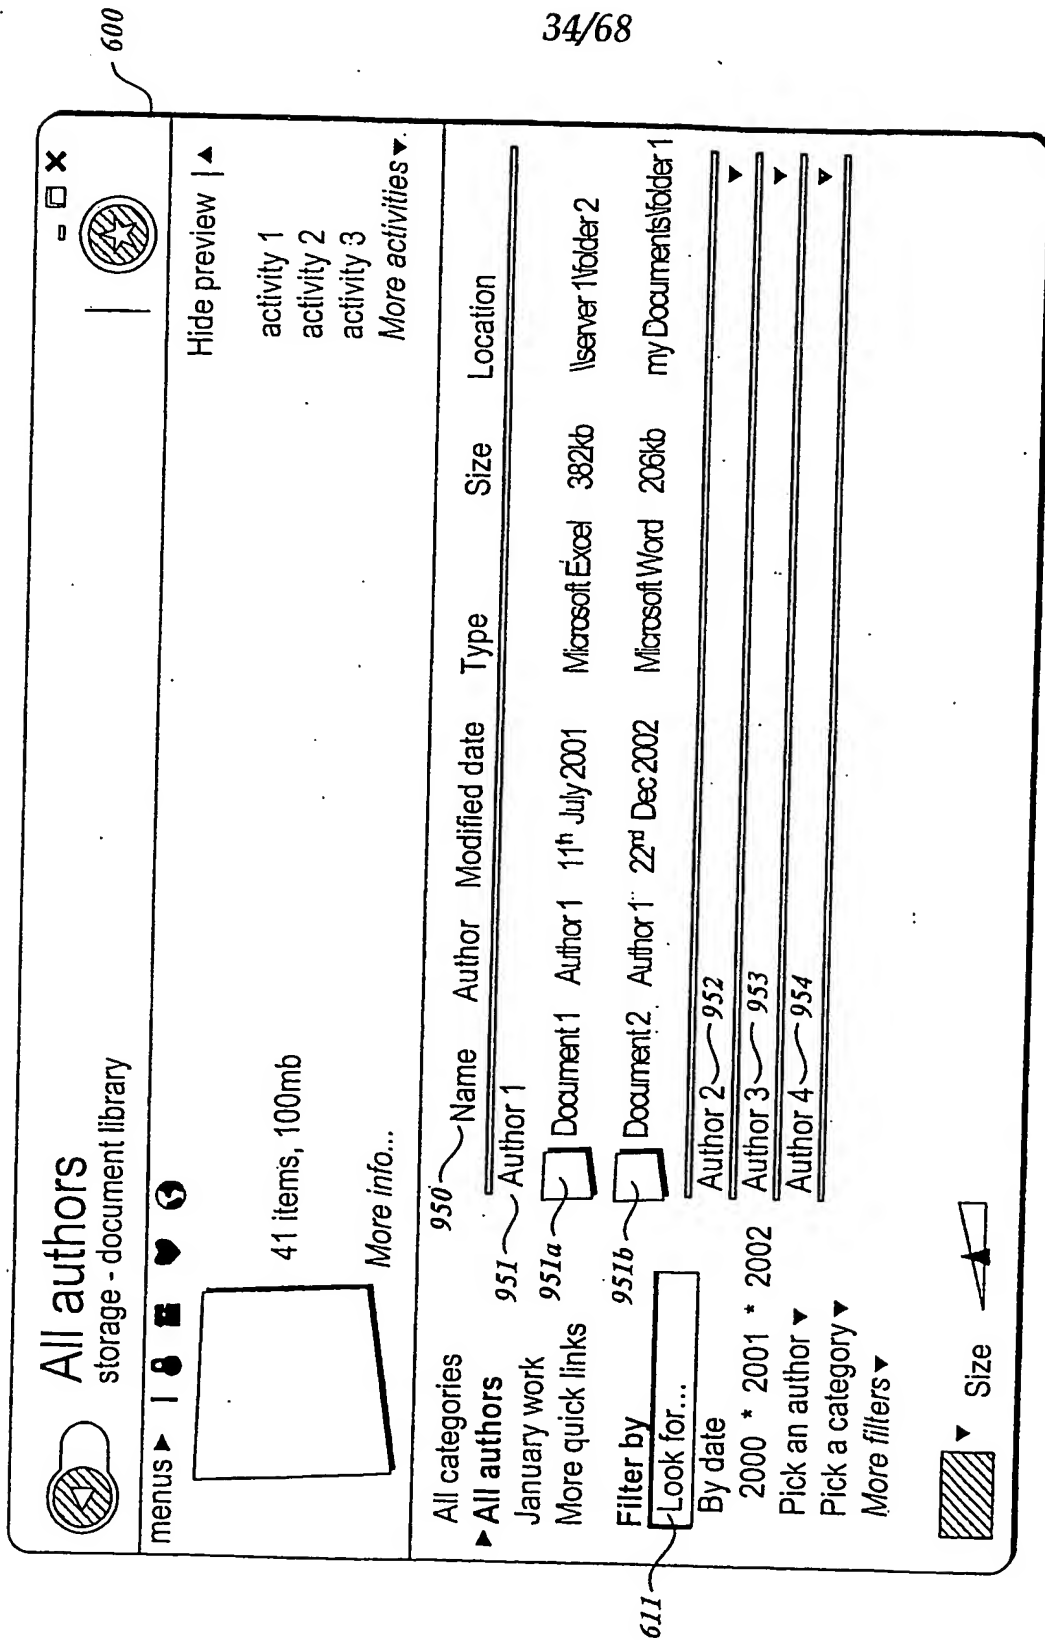 34/68
600
All authors
storage - document library
menus
Hide preview
41 items, 100mb
More info...
activity 1
activity 2
activity 3
More activities
All categories
All authors
January work
More quick links
Filter by
611
Look for...
By date
2000 * 2001 * 2002
Pick an author
Pick a category
More filters
Size
950 Name Author Modified date Type Size Location
951 Author 1
951a Document 1 Author 1 11th July 2001 Microsoft Excel 382kb \\server 1\folder 2
951b Document 2 Author 1 22nd Dec 2002 Microsoft Word 206kb my Documents\folder 1
Author 2 952
Author 3 953
Author 4 954